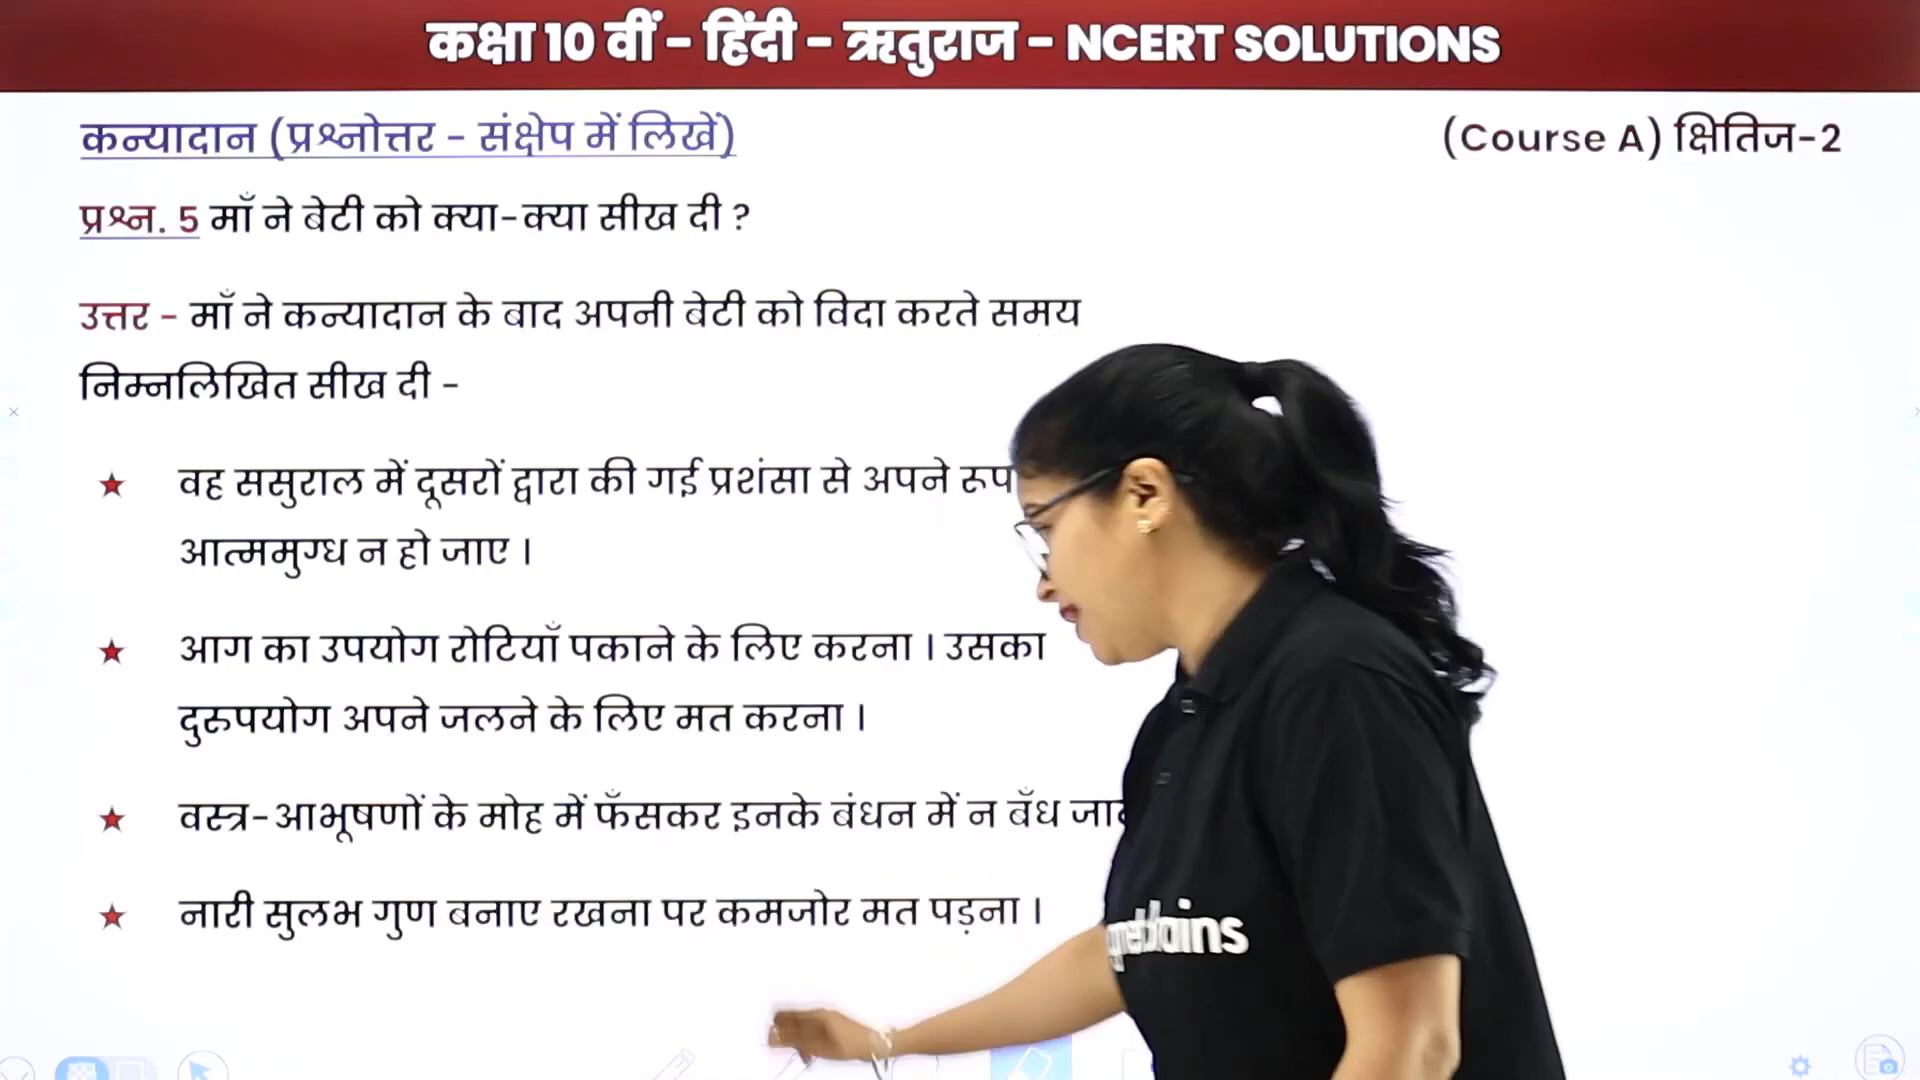 कक्षा 10 वीं - हिंदी - ऋतुराज - NCERT SOLUTIONS
कन्यादान (प्रश्नोत्तर - संक्षेप में लिखें)
(Course A) क्षितिज-2
प्रश्न. 5 माँ ने बेटी को क्या-क्या सीख दी ?
उत्तर - माँ ने कन्यादान के बाद अपनी बेटी को विदा करते समय
निम्नलिखित सीख दी -
वह ससुराल में दूसरों द्वारा की गई प्रशंसा से अपने रूप
आत्ममुग्ध न हो जाए ।
आग का उपयोग रोटियाँ पकाने के लिए करना । उसका
दुरुपयोग अपने जलने के लिए मत करना ।
वस्त्र-आभूषणों के मोह में फँसकर इनके बंधन में न बँध
नारी सुलभ गुण बनाए रखना पर कमजोर मत पड़ना ।